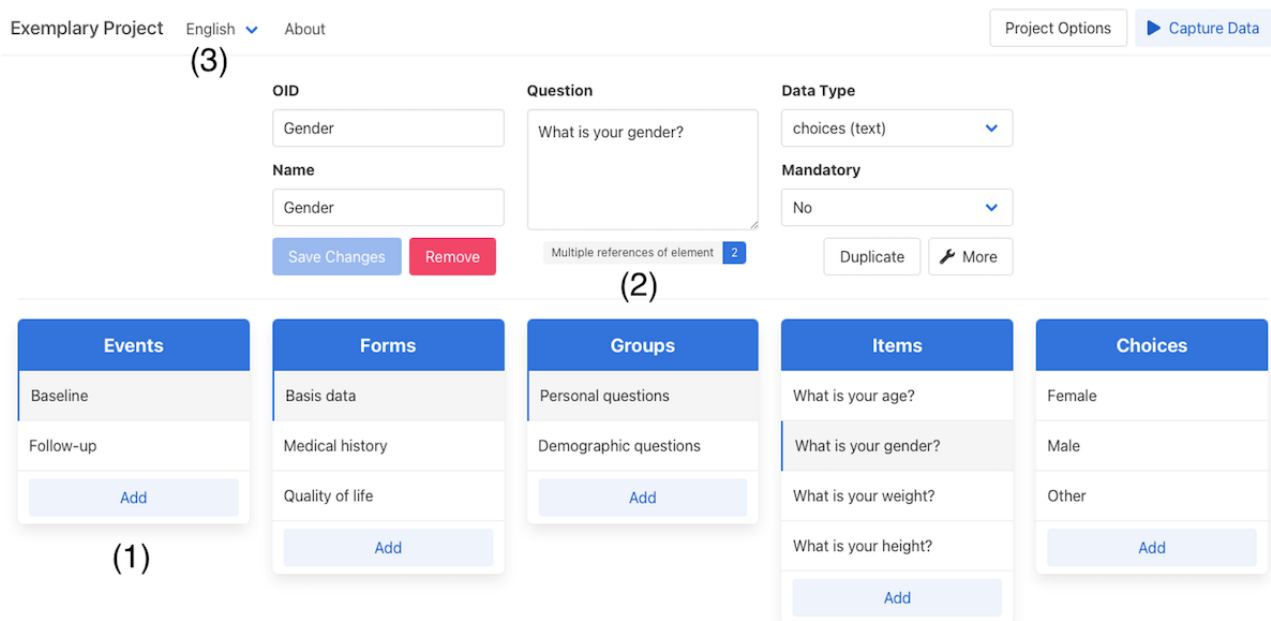 Exemplary Project English About Project Options Capture Data
(3)
OID Question Data Type
Gender What is your gender? choices (text)
Name Mandatory
Gender No
Save Changes Remove Multiple references of element 2 Duplicate More
(2)
Events Forms Groups Items Choices
Baseline Basis data Personal questions What is your age? Female
Follow-up Medical history Demographic questions What is your gender? Male
Add Quality of life Add What is your weight? Other
(1) Add What is your height? Add
Add